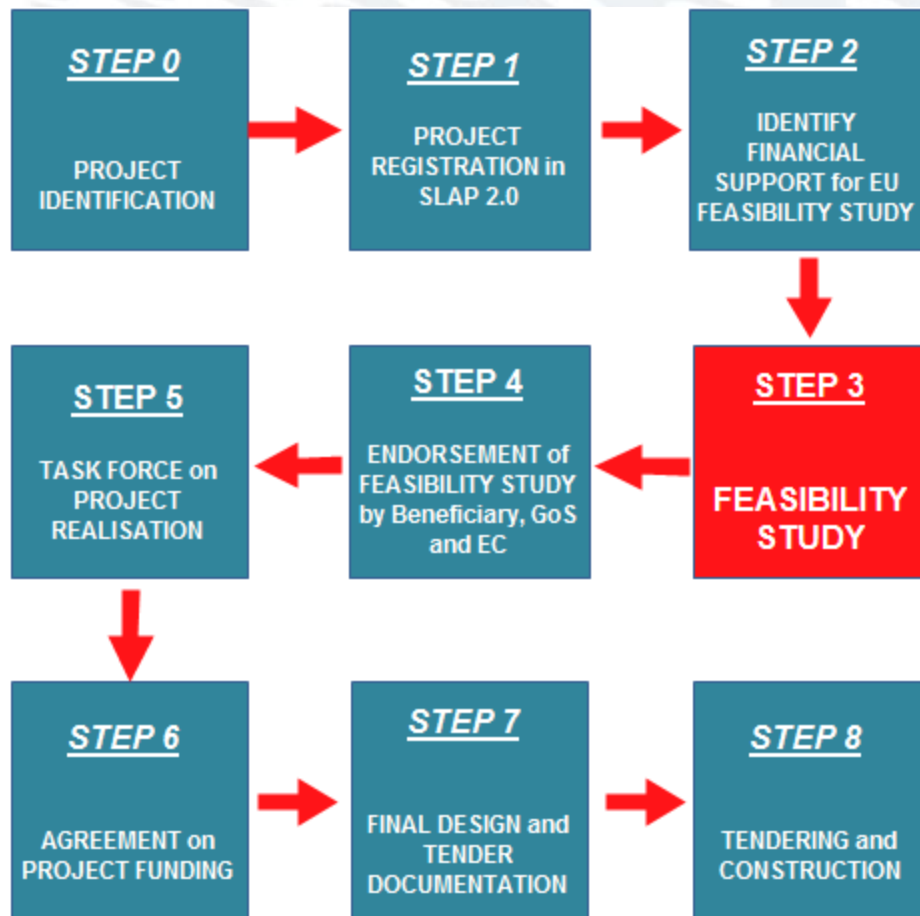 STEP 0
PROJECT
IDENTIFICATION
STEP 1
PROJECT
REGISTRATION in
SLAP 2.0
STEP 2
IDENTIFY
FINANCIAL
SUPPORT for EU
FEASIBILITY STUDY
STEP 3
FEASIBILITY
STUDY
STEP 4
ENDORSEMENT of
FEASIBILITY STUDY
by Beneficiary, GoS
and EC
STEP 5
TASK FORCE on
PROJECT
REALISATION
STEP 6
AGREEMENT on
PROJECT FUNDING
STEP 7
FINAL DESIGN and
TENDER
DOCUMENTATION
STEP 8
TENDERING and
CONSTRUCTION